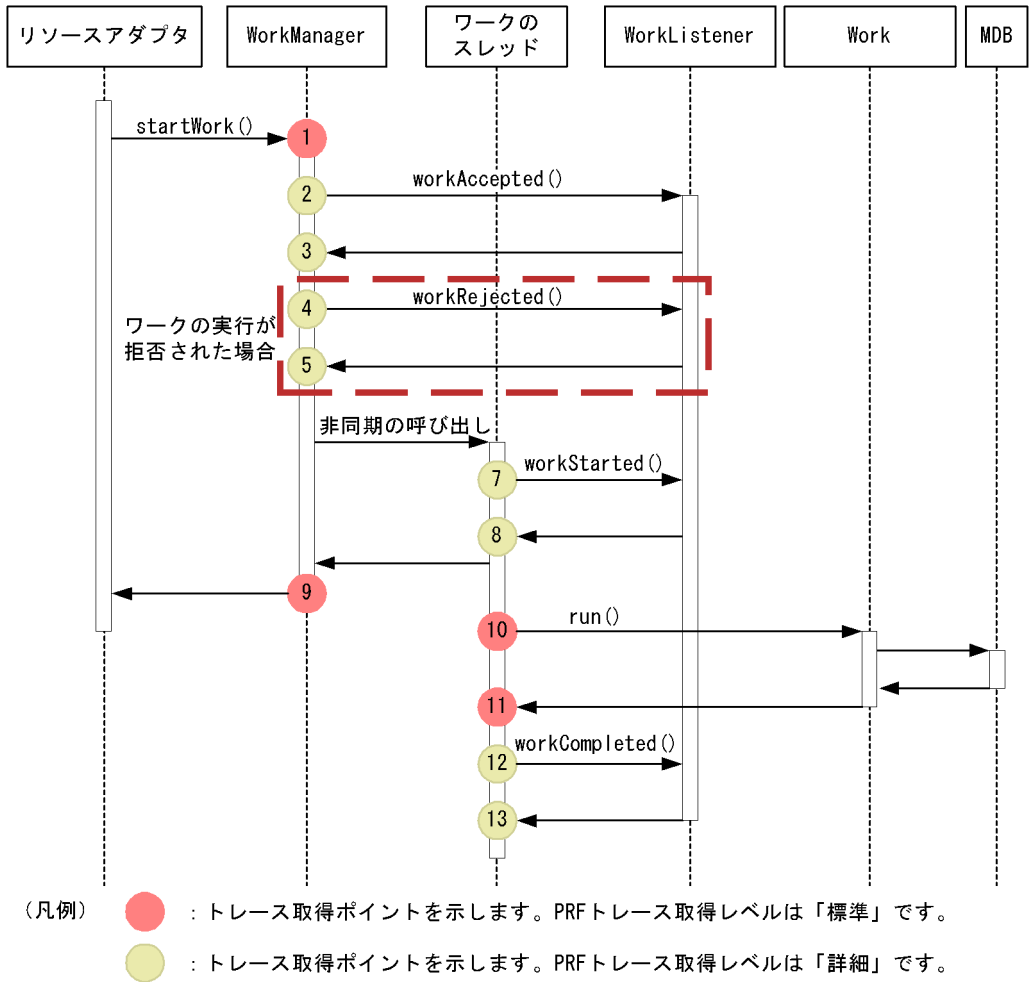 リソースアダプタ
WorkManager
ワークの
スレッド
WorkListener
Work
MDB
startWork()
1
2
workAccepted()
3
4
workRejected()
ワークの実行が
拒否された場合
5
非同期の呼び出し
7
workStarted()
8
9
10
run()
11
workCompleted()
12
13
(凡例)
:トレース取得ポイントを示します。PRFトレース取得レベルは「標準」です。
:トレース取得ポイントを示します。PRFトレース取得レベルは「詳細」です。